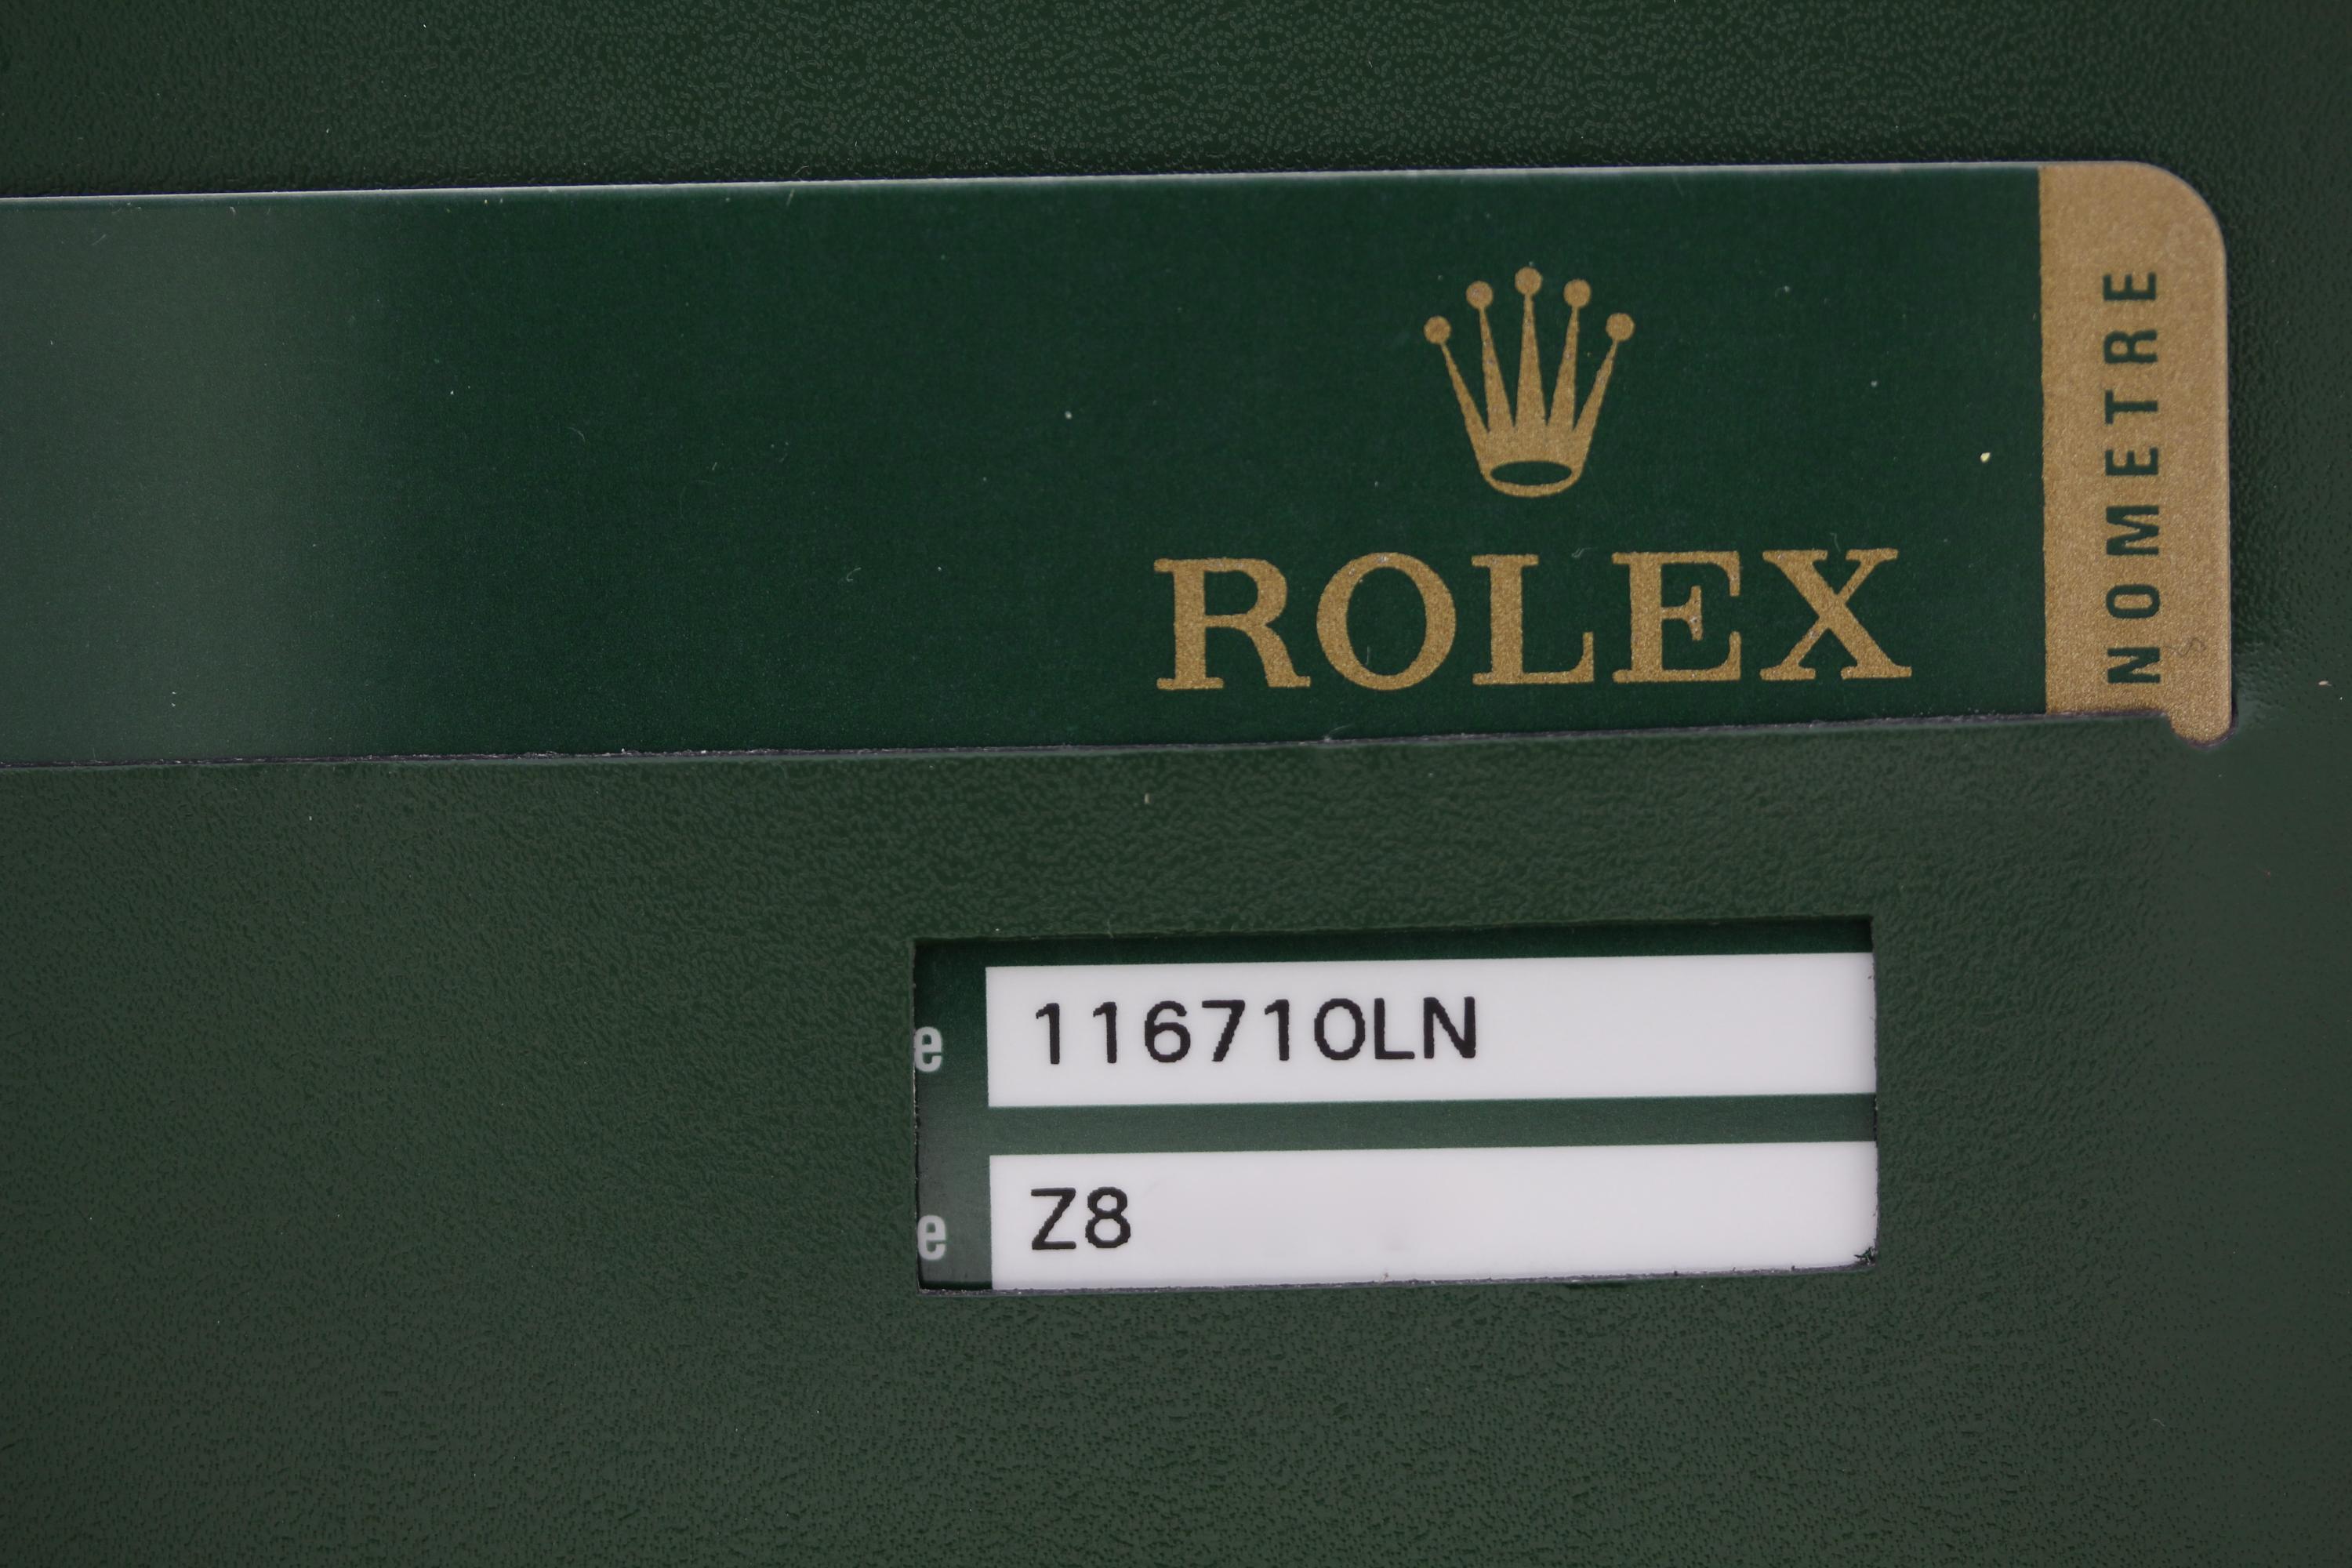 ROLEX
NOMETRE
e 116710LN
e Z8